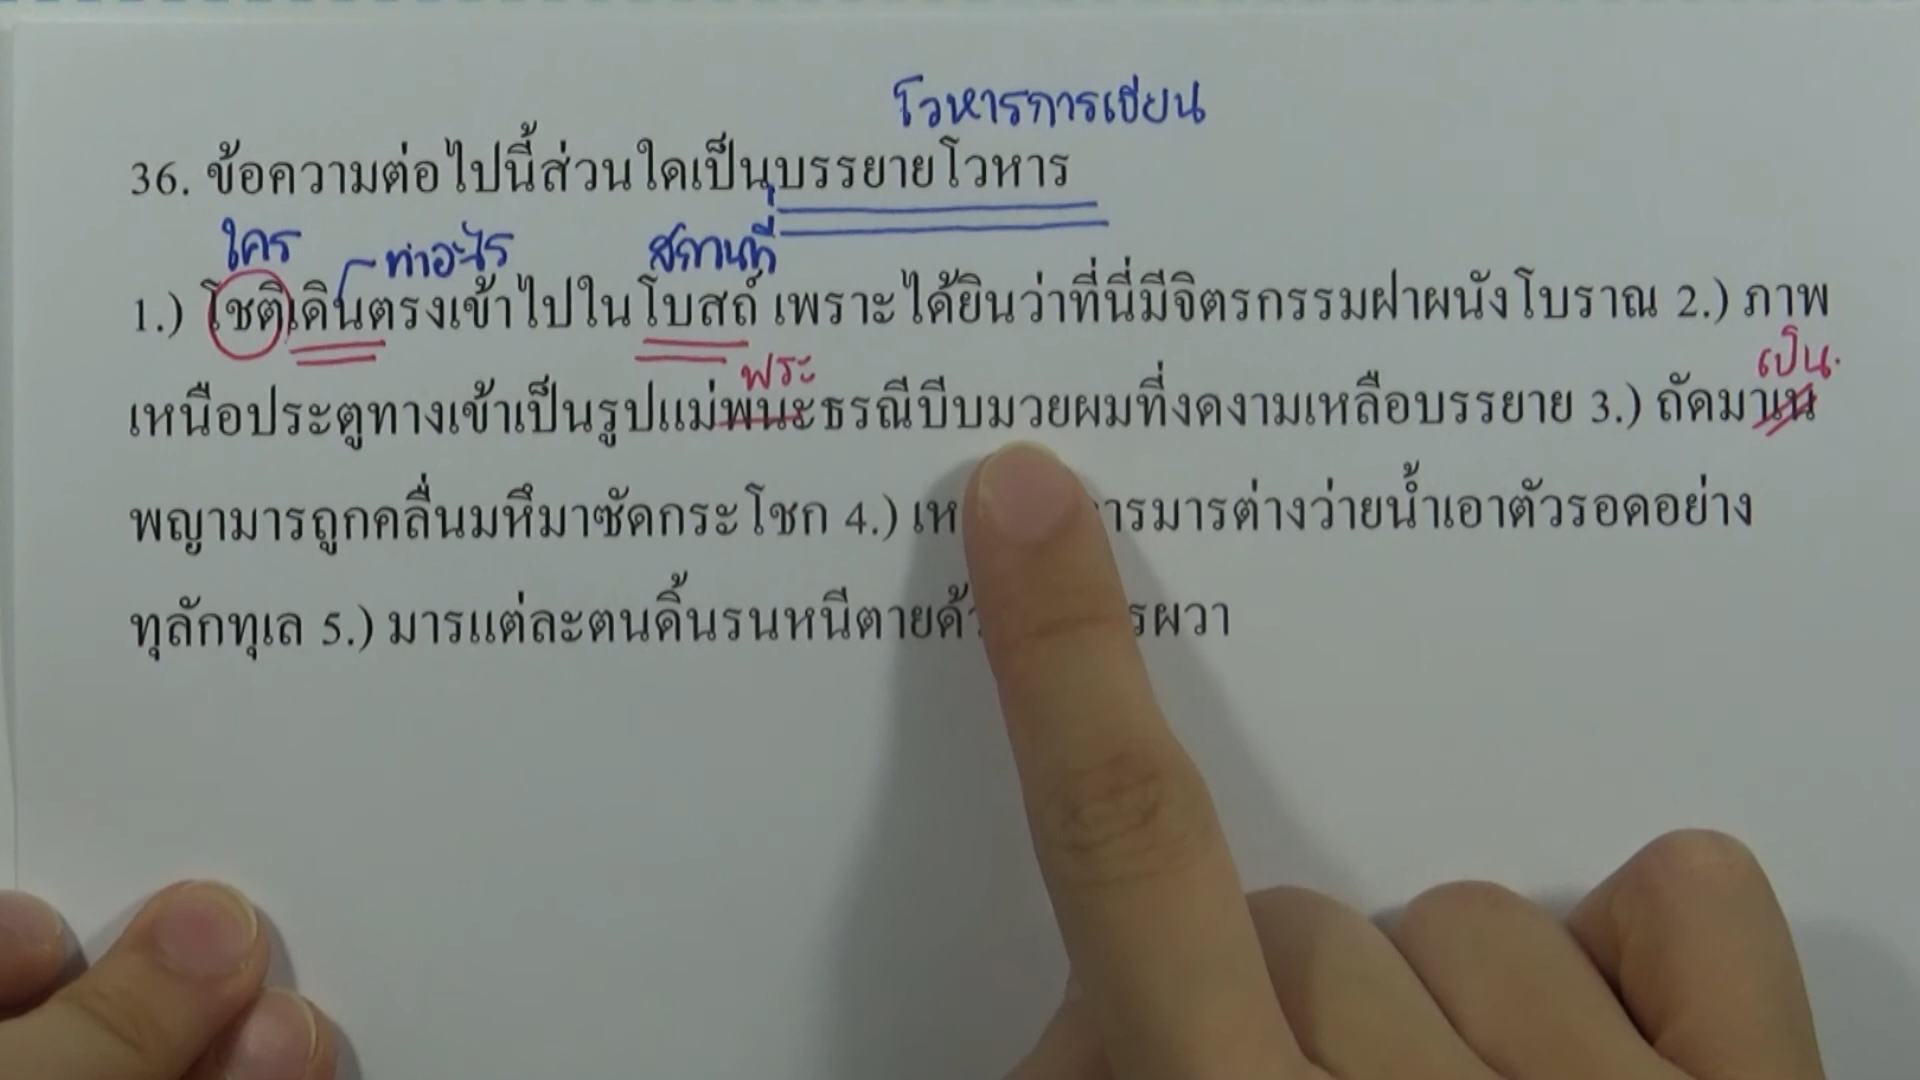 โวหารการเขียน
36. ข้อความต่อไปนี้ส่วนใดเป็นบรรยายโวหาร
ใคร ทำอะไร สถานที่
1.) โชติเดินตรงเข้าไปในโบสถ์ เพราะได้ยินว่าที่นี่มีจิตรกรรมฝาผนังโบราณ 2.) ภาพ
พระ เป็น
เหนือประตูทางเข้าเป็นรูปแม่พนะธรณีบีบมวยผมที่งดงามเหลือบรรยาย 3.) ถัดมาเน
พญามารถูกคลื่นมหึมาซัดกระโชก 4.) มารต่างว่ายน้ำเอาตัวรอดอย่าง
ทุลักทุเล 5.) มารแต่ละตนดิ้นรนหนีตาย